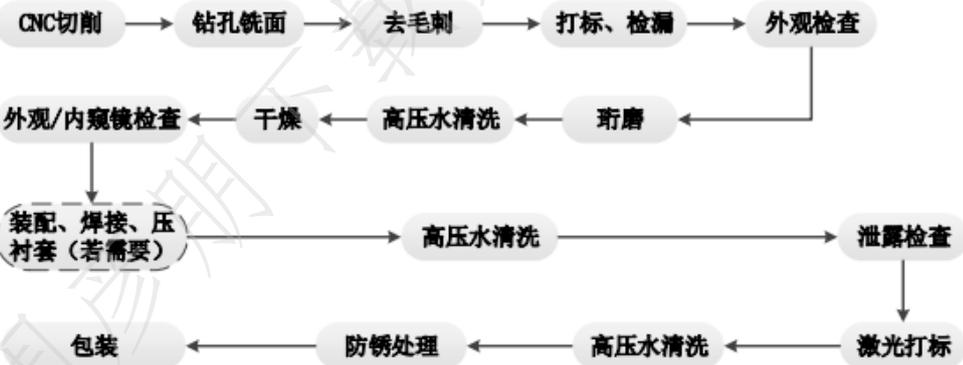 CNC切削
钻孔铣面
去毛刺
打标、检漏
外观检查
外观/内窥镜检查
干燥
高压水清洗
珩磨
装配、焊接、压
衬套（若需要）
高压水清洗
泄露检查
包装
防锈处理
高压水清洗
激光打标